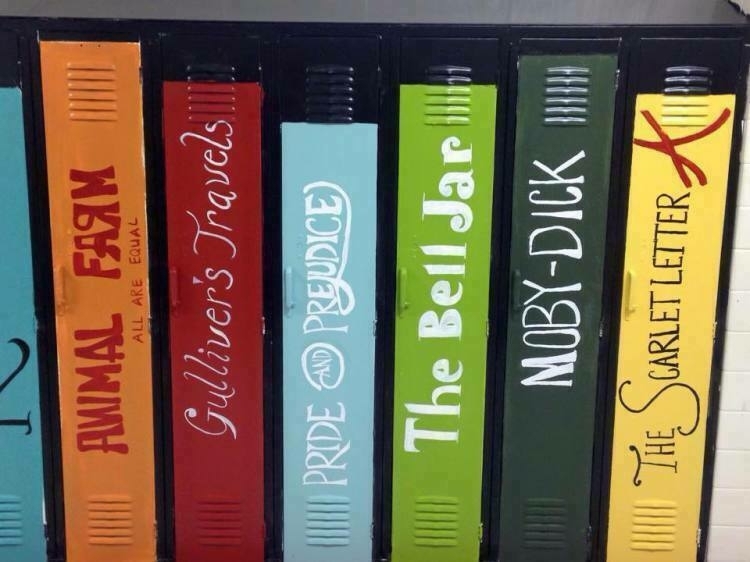 ANIMAL FARM
ALL ARE EQUAL
Gulliver's Travels
PRIDE AND PREJUDICE
The Bell Jar
MOBY-DICK
THE SCARLET LETTER A